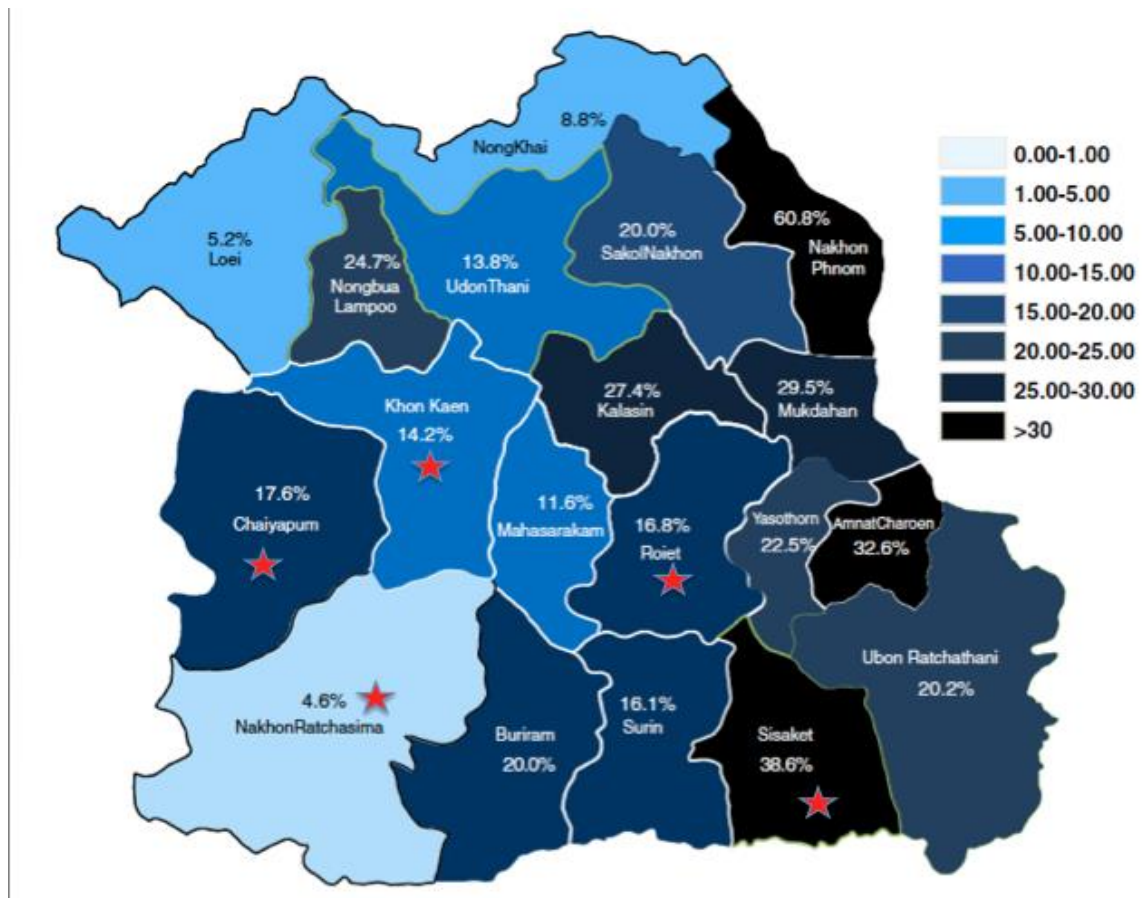 8.8%
NongKhai
5.2%
Loei
24.7%
Nongbua
Lampoo
13.8%
UdonThani
20.0%
SakolNakhon
60.8%
Nakhon
Phnom
Khon Kaen
14.2%
27.4%
Kalasin
29.5%
Mukdahan
17.6%
Chaiyapum
11.6%
Mahasarakam
16.8%
Roiet
Yasothorn
22.5%
AmnatCharoen
32.6%
4.6%
NakhonRatchasima
Buriram
20.0%
16.1%
Surin
Sisaket
38.6%
Ubon Ratchathani
20.2%
0.00-1.00
1.00-5.00
5.00-10.00
10.00-15.00
15.00-20.00
20.00-25.00
25.00-30.00
>30